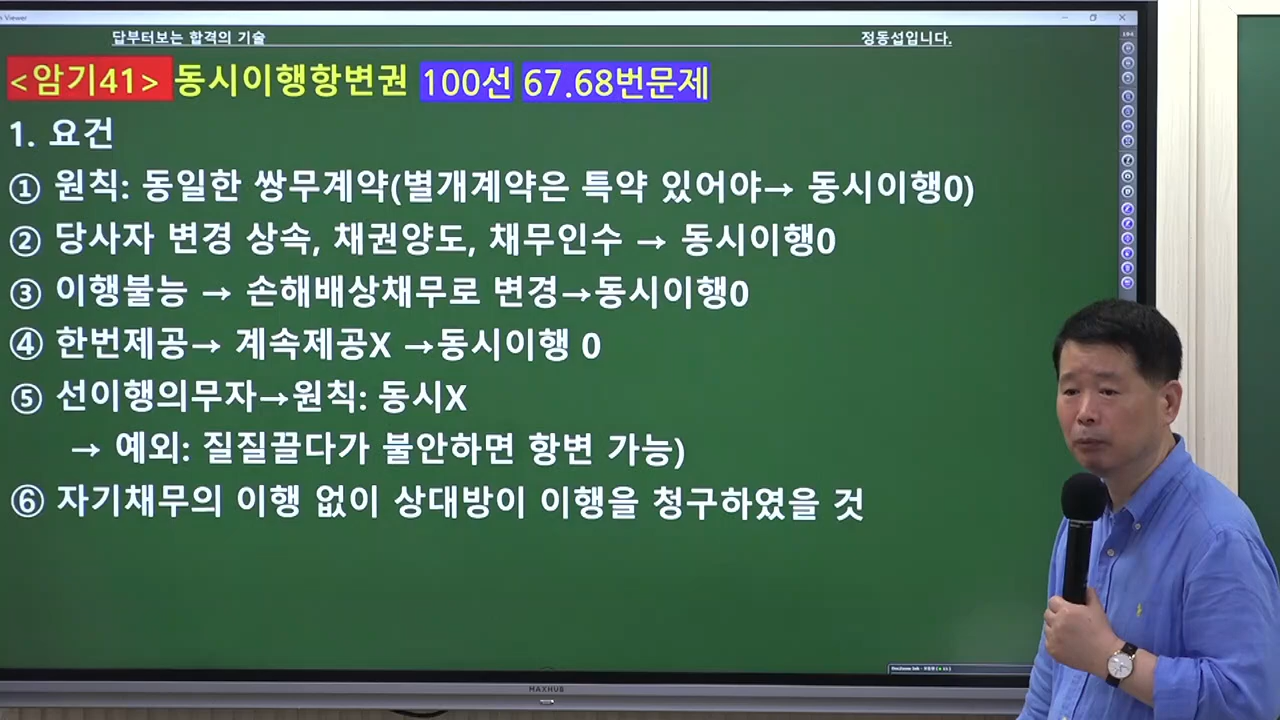 답부터보는 합격의 기술
정동섭입니다.
<암기41> 동시이행항변권 100선 67.68번문제
1. 요건
① 원칙: 동일한 쌍무계약(별개계약은 특약 있어야→ 동시이행0)
② 당사자 변경 상속, 채권양도, 채무인수 → 동시이행0
③ 이행불능 → 손해배상채무로 변경→동시이행0
④ 한번제공→ 계속제공X →동시이행 0
⑤ 선이행의무자→원칙: 동시X
→ 예외: 질질끌다가 불안하면 항변 가능)
⑥ 자기채무의 이행 없이 상대방이 이행을 청구하였을 것
MAXHUB